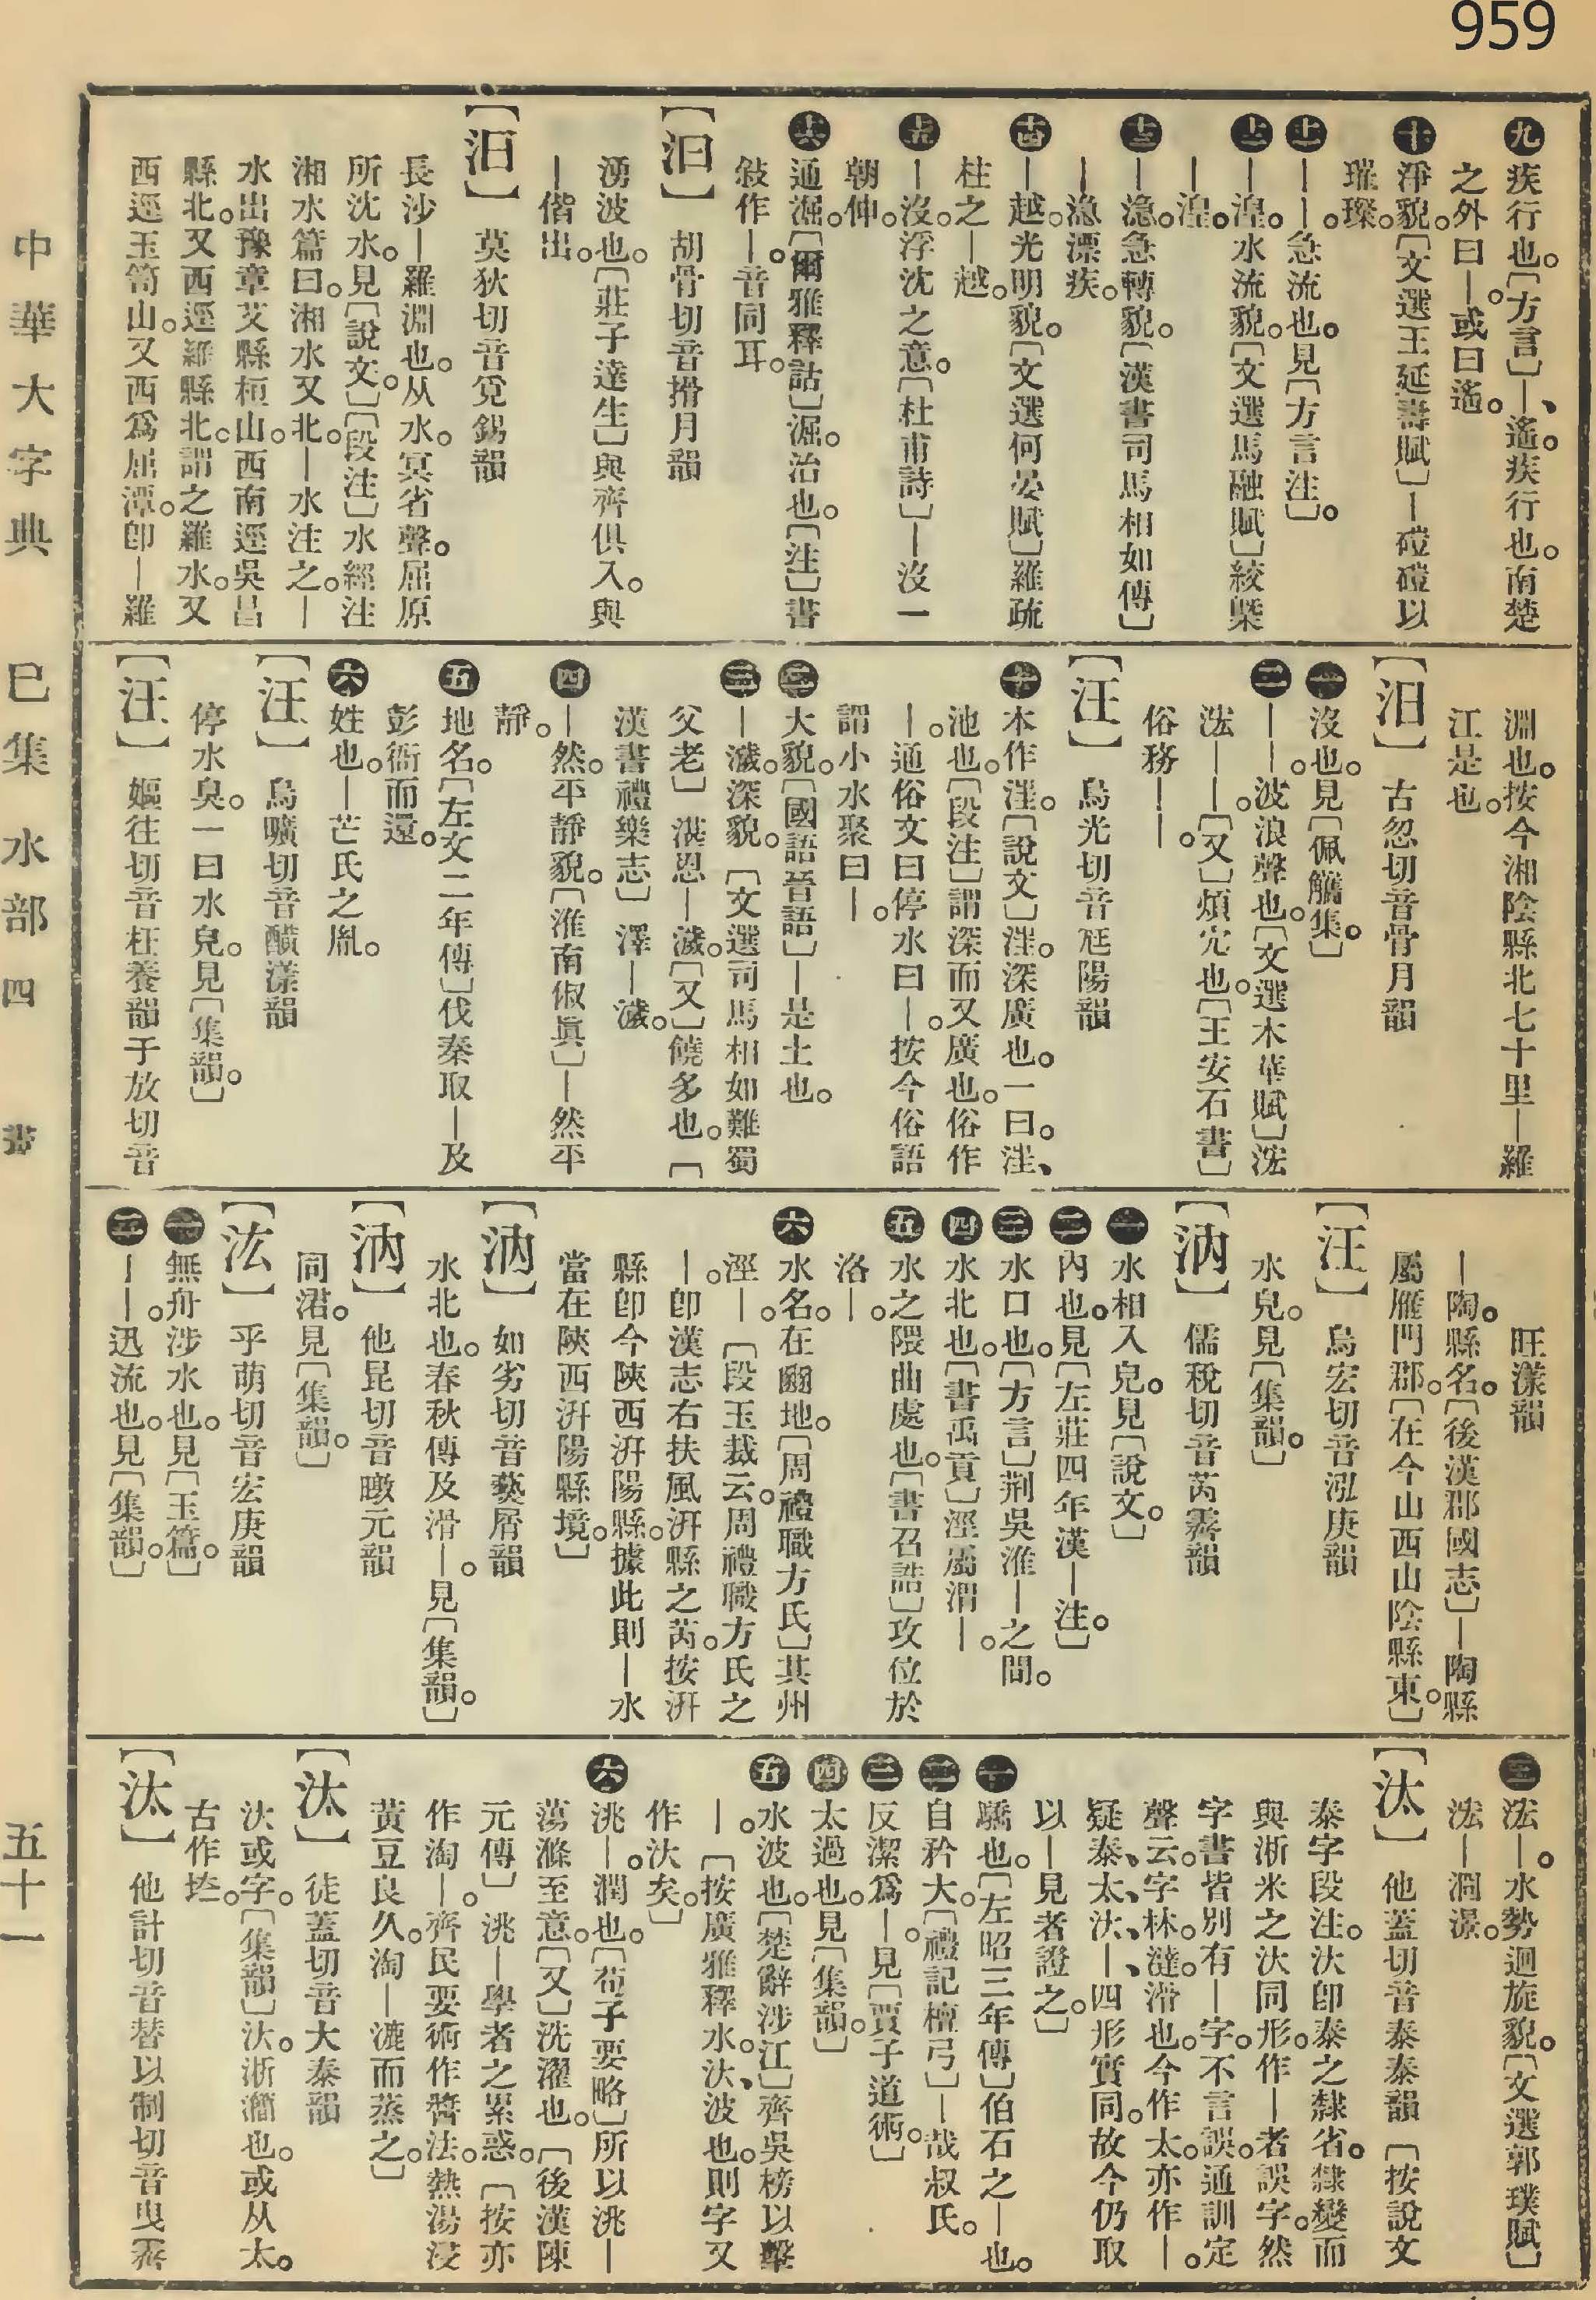 959
九疾行也。〔方言〕―、遙。疾行也。南楚
之外曰―。或曰遙。
十淨貌。〔文選王延壽賦〕―磑磑以
璀璨。
十一――。急流也。見〔方言注〕。
十二―湟。水流貌。〔文選馬融賦〕絞槩
―湟。
十三―潝。急轉貌。〔漢書司馬相如傳〕
―潝漂疾。
十四―越。光明貌。〔文選何晏賦〕羅疏
柱之―越。
十五―沒。浮沈之意。〔杜甫詩〕―沒一
朝伸。
十六通淈。〔爾雅釋詁〕淈。治也。〔注〕書
敍作―。音同耳。
〔汩〕 胡骨切音搰月韻
湧波也。〔莊子達生〕與齊俱入。與
―偕出。
〔汨〕 莫狄切音覓錫韻
長沙―羅淵也。从水。冥省聲。屈原
所沈水。見〔說文。〕〔段注〕水經注
湘水篇曰。湘水又北。―水注之。―
水出豫章艾縣桓山。西南逕吳昌
縣北。又西逕羅縣北。謂之羅水。又
西逕玉笥山。又西爲屈潭。卽―羅
淵也。按今湘陰縣北七十里―羅
江是也。
〔汩〕 古忽切音骨月韻
一沒也。見〔佩觿集。〕
二――。波浪聲也。〔文選木華賦〕浤
浤――。〔又〕煩宂也。〔王安石書〕
俗務――。
〔汪〕 烏光切音尫陽韻
一本作㴏。〔說文〕㴏。深廣也。一曰。㴏、
池也。〔段注〕謂深而又廣也。俗作
―。通俗文曰停水曰―。按今俗語
謂小水聚曰―。
二大貌。〔國語晉語〕―是土也。
三―濊。深貌。〔文選司馬相如難蜀
父老〕湛恩―濊。〔又〕饒多也。〔
漢書禮樂志〕澤―濊。
四―然。平靜貌。〔淮南俶眞〕―然平
靜。
五地名。〔左文二年傳〕伐秦取―及
彭衙而還。
六姓也。―芒氏之胤。
〔汪〕 烏曠切音醠漾韻
停水臭。一曰水皃。見〔集韻。〕
〔汪〕 嫗往切音枉養韻于放切音
旺漾韻
―陶。縣名。〔後漢郡國志〕―陶縣
屬雁門郡。〔在今山西山陰縣東。〕
〔汪〕 烏宏切音泓庚韻
水皃。見〔集韻。〕
〔汭〕 儒稅切音芮霽韻
一水相入皃。見〔說文。〕
二內也。見〔左莊四年漢―注。〕
三水口也。〔方言〕荆吳淮―之間。
四水北也。〔書禹貢〕涇屬渭―。
五水之隈曲處也。〔書召誥〕攻位於
洛―。
六水名。在豳地。〔周禮職方氏〕其川
涇―。〔段玉裁云。周禮職方氏之
―。卽漢志右扶風汧縣之芮。按汧
縣卽今陝西汧陽縣。據此則―水
當在陝西汧陽縣境。〕
〔汭〕 如劣切音爇屑韻
水北也。春秋傳及滑―。見〔集韻。〕
〔汭〕 他昆切音暾元韻
同涒。見〔集韻。〕
〔汯〕 乎萌切音宏庚韻
一無舟涉水也。見〔玉篇。〕
二――。迅流也。見〔集韻。〕
三浤―。水勢迴旋貌。〔文選郭璞賦〕
浤―㶎㶒。
〔汰〕 他蓋切音泰泰韻〔按說文
泰字段注。汏卽泰之隸省。隸變而
與淅米之汏同形。作―者誤字。然
字書皆別有―字。不言誤。通訓定
聲云。字林。㳠。滑也。今作太。亦作―。
疑泰、太、汏、―、四形實同。故今仍取
以―見者證之。〕
一驕也。〔左昭三年傳〕伯石之―也。
二自矜大。〔禮記檀弓〕―哉叔氏。
三反潔爲―。見〔賈子道術。〕
四太過也。見〔集韻。〕
五水波也。〔楚辭涉江〕齊吳榜以擊
―。〔按廣雅釋水。汏、波也。則字又
作汏矣。〕
六洮―。潤也。〔荀子要略〕所以洮―
蕩滌至意。〔又〕洗濯也。〔後漢陳
元傳〕洮―學者之累惑。〔按亦
作淘―。齊民要術作醬法。熱湯浸
黃豆良久。淘―漉而蒸之。〕
〔汰〕 徒蓋切音大泰韻
汏或字。〔集韻〕汏。淅㵕也。或从太。
古作㘸。
〔汰〕 他計切音替以制切音曳霽
中華大字典 巳集 水部 四畫 五十一